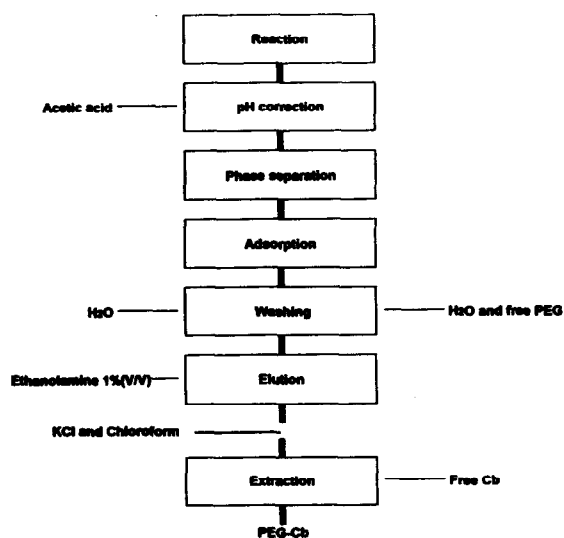 Reaction
Acetic acid
pH correction
Phase separation
Adsorption
H2O
Washing
H2O and free PEG
Ethanolamine 1%(V/V)
Elution
KCl and Chloroform
Extraction
Free Cb
PEG-Cb